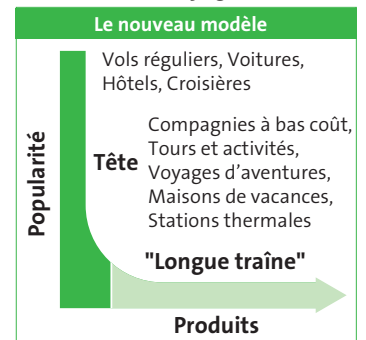 Le nouveau modèle
Vols réguliers, Voitures,
Hôtels, Croisières
Popularité
Tête
Compagnies à bas coût,
Tours et activités,
Voyages d'aventures,
Maisons de vacances,
Stations thermales
"Longue traîne"
Produits